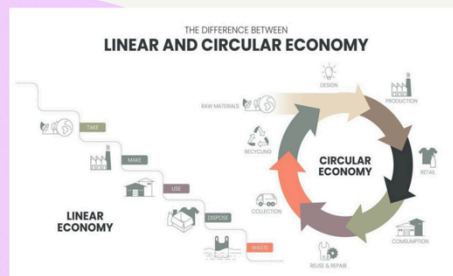 THE DIFFERENCE BETWEEN
LINEAR AND CIRCULAR ECONOMY
TAKE
MAKE
USE
DISPOSE
WASTE
LINEAR
ECONOMY
RAW MATERIALS
DESIGN
PRODUCTION
RETAIL
COMSUMPTION
REUSE & REPAIR
COLLECTION
RECYCLING
CIRCULAR
ECONOMY